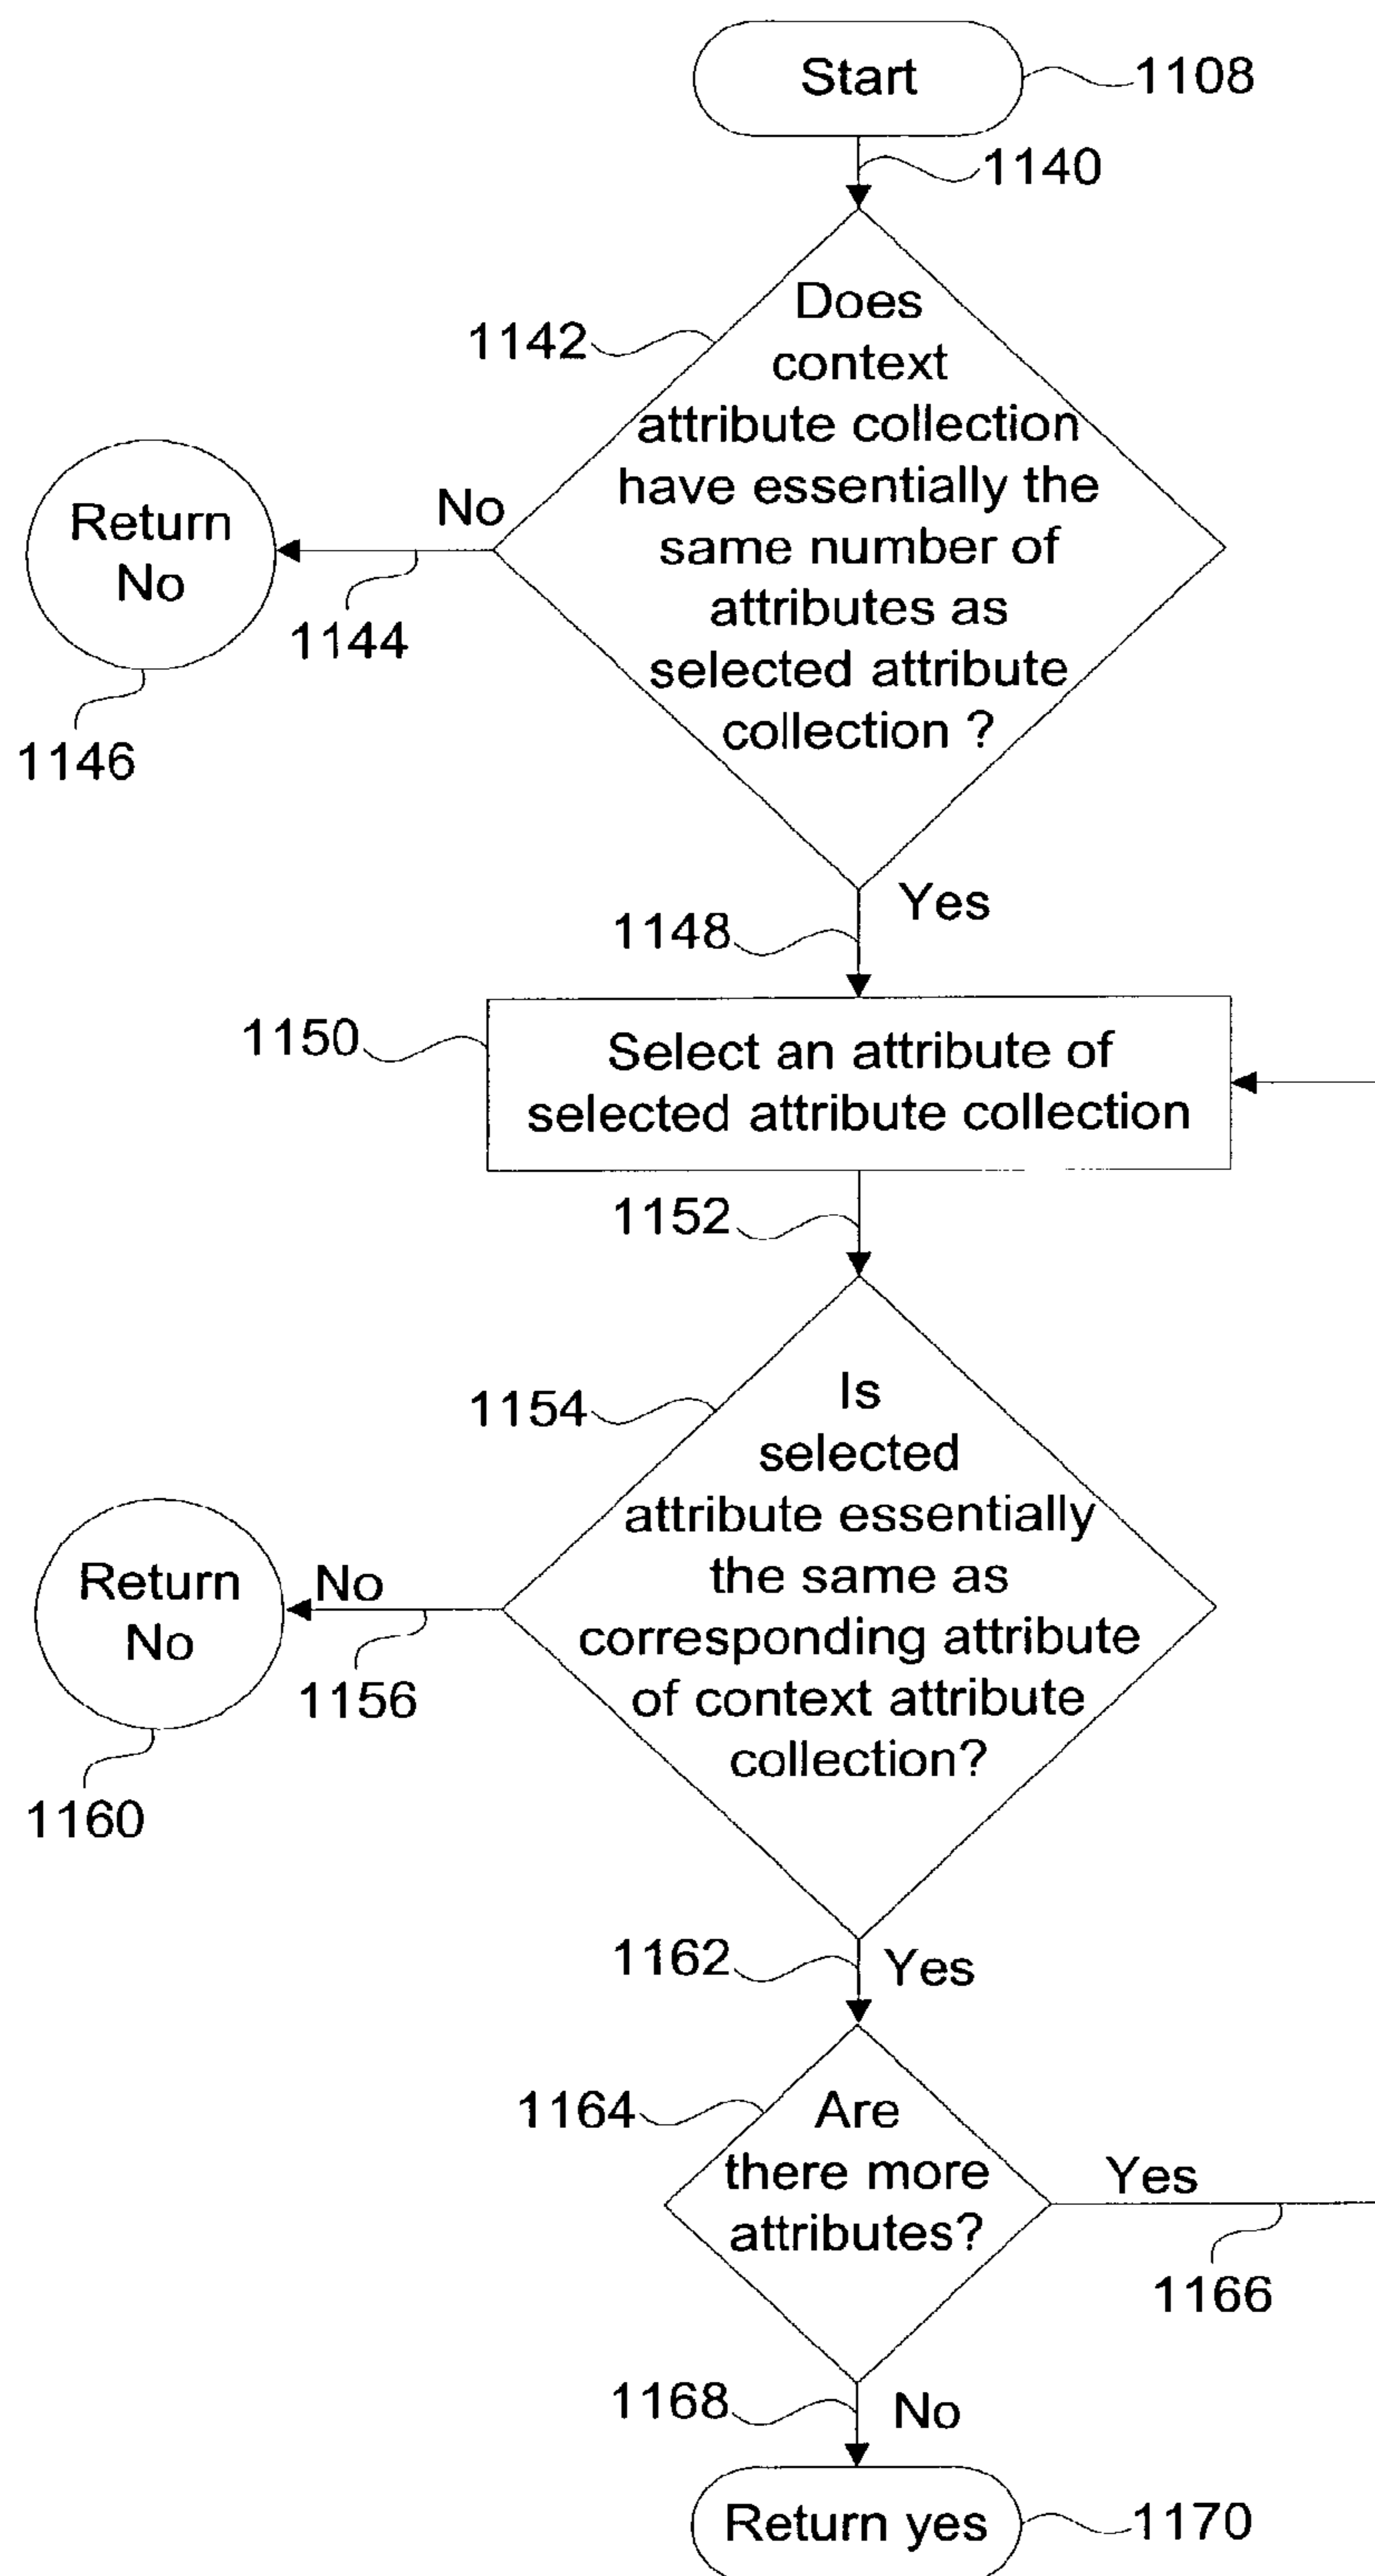 Start
1108
1140
1142
Does
context
attribute collection
have essentially the
same number of
attributes as
selected attribute
collection ?
No
Return
No
1144
1146
Yes
1148
1150
Select an attribute of
selected attribute collection
1152
1154
Is
selected
attribute essentially
the same as
corresponding attribute
of context attribute
collection?
No
Return
No
1156
1160
1162
Yes
1164
Are
there more
attributes?
Yes
1166
1168
No
Return yes
1170